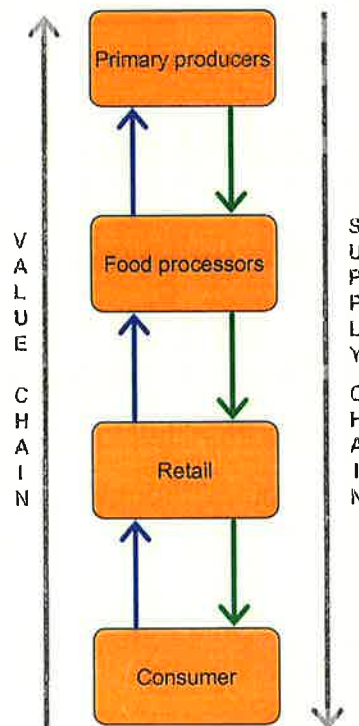 Primary producers
Food processors
Retail
Consumer
VALUE CHAIN
SUPPLY CHAIN